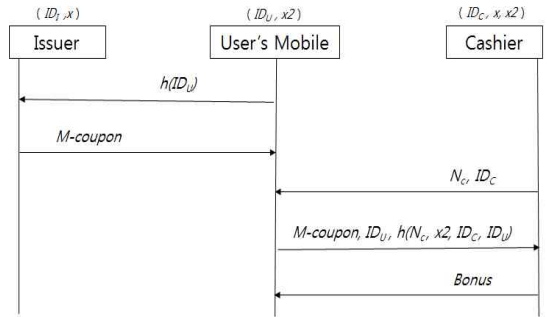 ( ID_I , x )
( ID_U , x2 )
( ID_C , x, x2 )
Issuer
User's Mobile
Cashier
h(ID_U)
M-coupon
N_c, ID_C
M-coupon, ID_U , h(N_c, x2, ID_C, ID_U)
Bonus